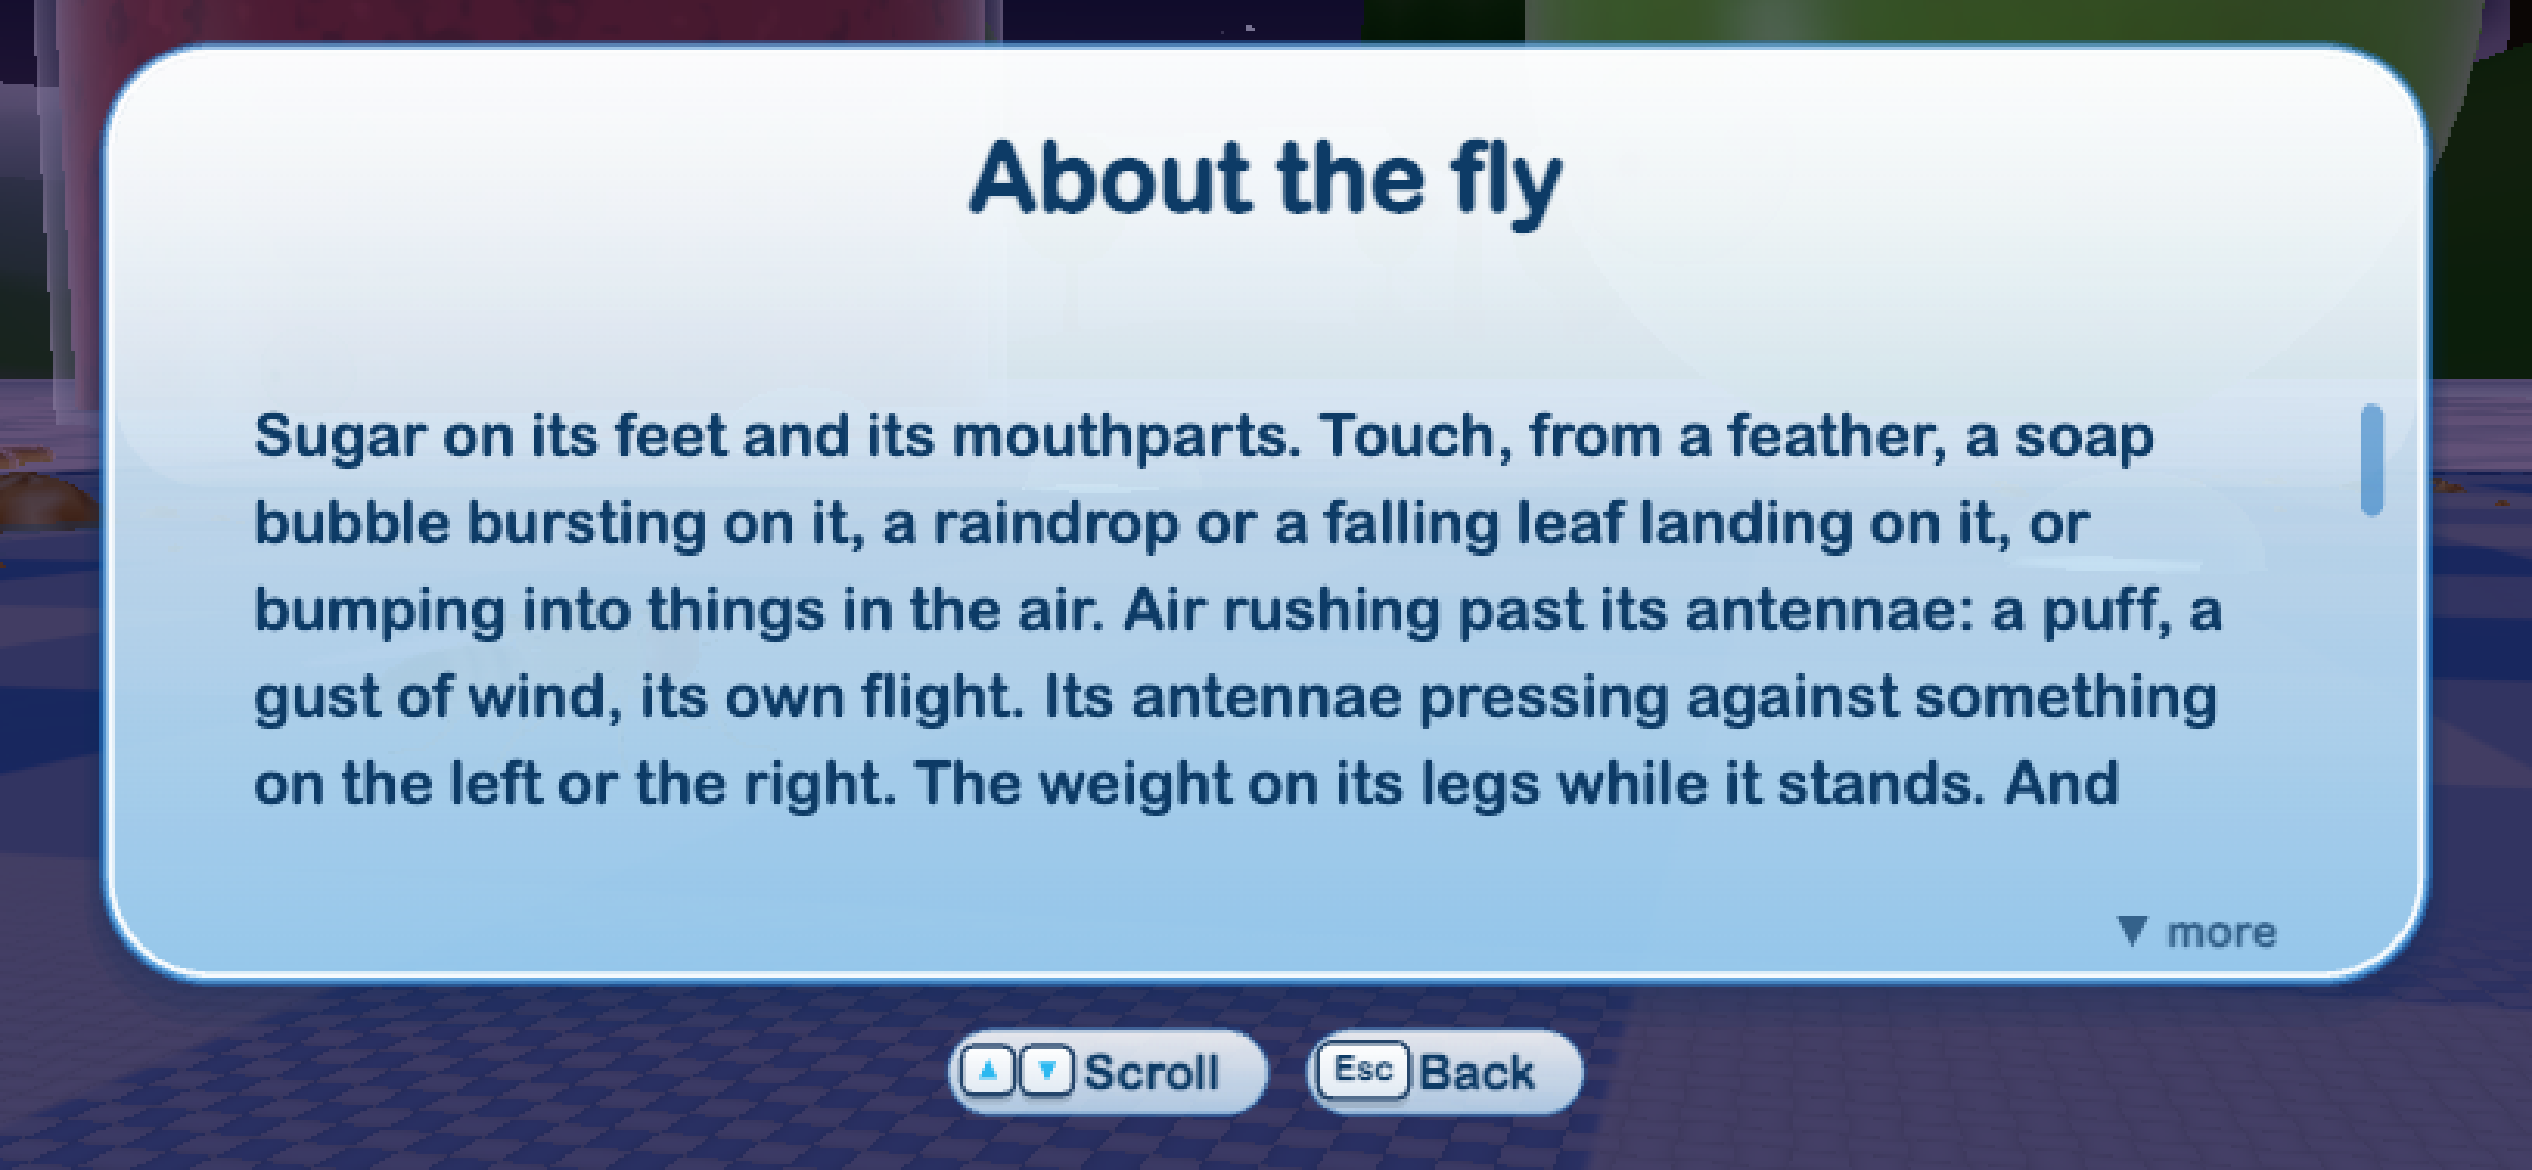 About the fly
Sugar on its feet and its mouthparts. Touch, from a feather, a soap
bubble bursting on it, a raindrop or a falling leaf landing on it, or
bumping into things in the air. Air rushing past its antennae: a puff, a
gust of wind, its own flight. Its antennae pressing against something
on the left or the right. The weight on its legs while it stands. And
▼ more
▲ ▼ Scroll
Esc Back